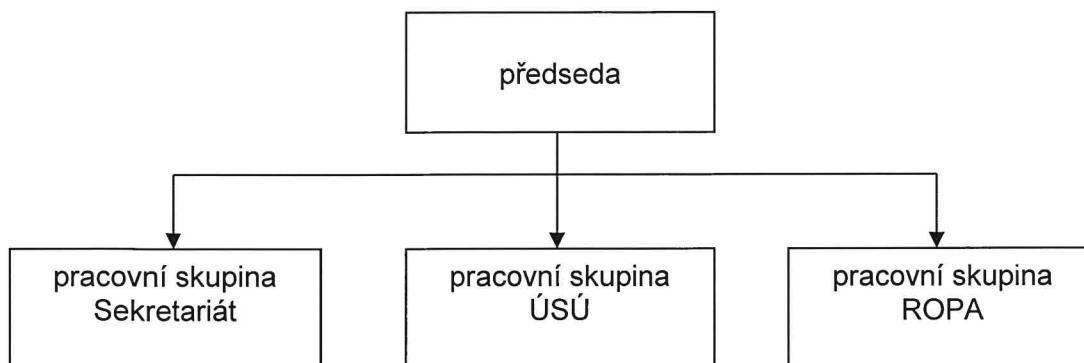 předseda
pracovní skupina
Sekretariát
pracovní skupina
ÚSÚ
pracovní skupina
ROPA